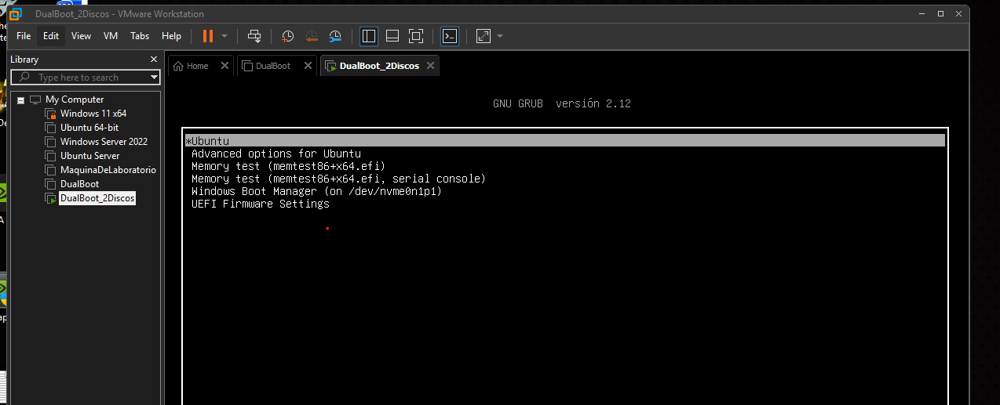 DualBoot_2Discos - VMware Workstation
File Edit View VM Tabs Help
Library
Type here to search
My Computer
Windows 11 x64
Ubuntu 64-bit
Windows Server 2022
Ubuntu Server
MaquinaDeLaboratorio
DualBoot
DualBoot_2Discos
Home DualBoot DualBoot_2Discos
GNU GRUB versión 2.12
*Ubuntu
Advanced options for Ubuntu
Memory test (memtest86+x64.efi)
Memory test (memtest86+x64.efi, serial console)
Windows Boot Manager (on /dev/nvme0n1p1)
UEFI Firmware Settings